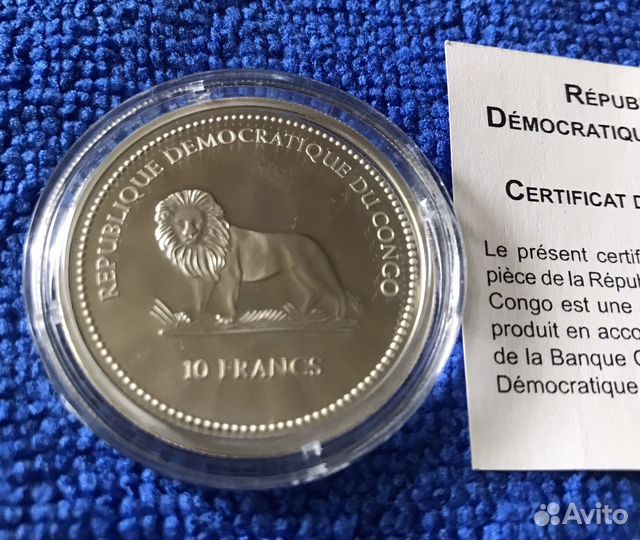 REPUBLIQUE DEMOCRATIQUE DU CONGO
10 FRANCS
RÉPUB
DÉMOCRATIQU
CERTIFICAT D
Le présent certif
pièce de la Répu
Congo est une
produit en acco
de la Banque C
Démocratique
Avito